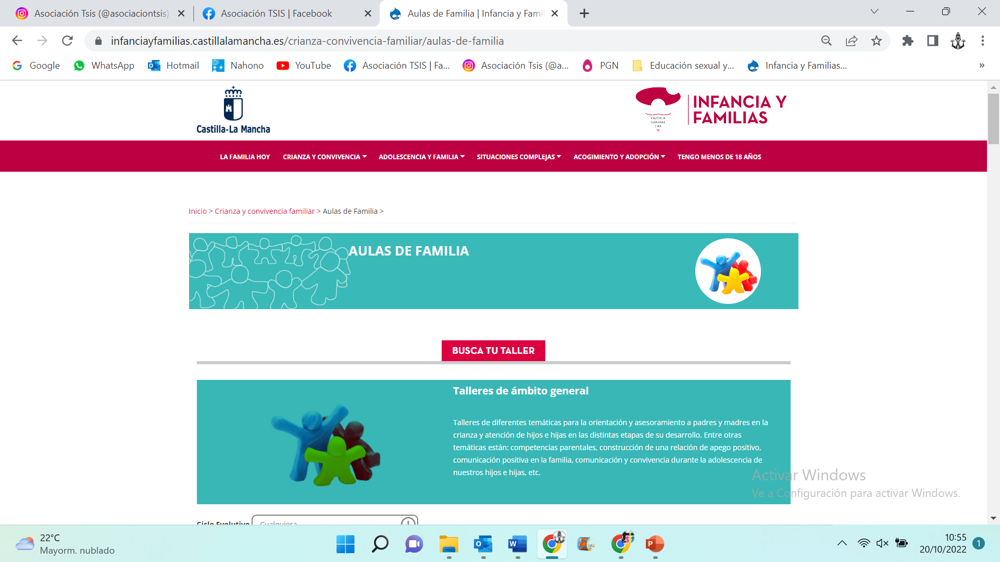 Asociación Tsis (@asociaciontsis)
Asociación TSIS | Facebook
Aulas de Familia | Infancia y Fami
infanciayfamilias.castillalamancha.es/crianza-convivencia-familiar/aulas-de-familia
Google
WhatsApp
Hotmail
Nahono
YouTube
Asociación TSIS | Fa...
Asociación Tsis (@a...
PGN
Educación sexual y...
Infancia y Familias...
»
Castilla-La Mancha
CASTILLA
LAMAN
CHA
INFANCIA Y
FAMILIAS
LA FAMILIA HOY
CRIANZA Y CONVIVENCIA
ADOLESCENCIA Y FAMILIA
SITUACIONES COMPLEJAS
ACOGIMIENTO Y ADOPCIÓN
TENGO MENOS DE 18 AÑOS
Inicio > Crianza y convivencia familiar > Aulas de Familia >
AULAS DE FAMILIA
BUSCA TU TALLER
Talleres de ámbito general
Talleres de diferentes temáticas para la orientación y asesoramiento a padres y madres en la
crianza y atención de hijos e hijas en las distintas etapas de su desarrollo. Entre otras
temáticas están: competencias parentales, construcción de una relación de apego positivo,
comunicación positiva en la familia, comunicación y convivencia durante la adolescencia de
nuestros hijos e hijas, etc.
Activar Windows
Ve a Configuración para activar Windows.
Ciclo Evolutivo
Cualquiera
22°C
Mayorm. nublado
10:55
20/10/2022
1